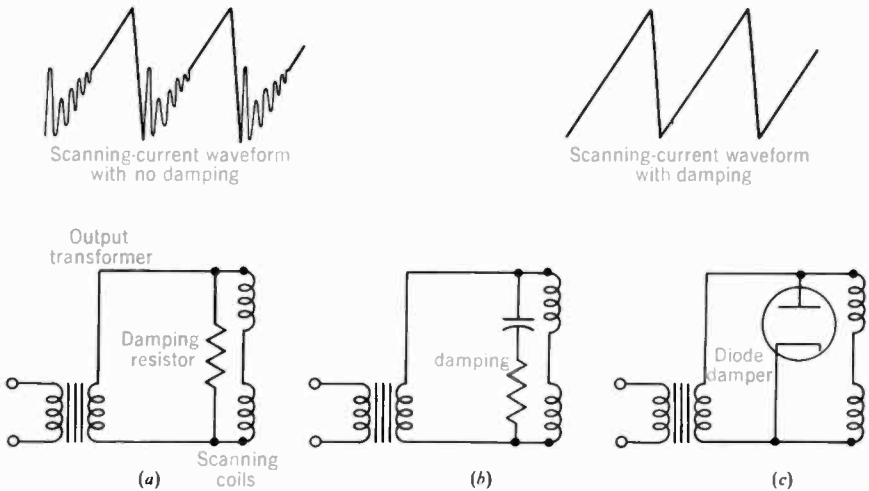 Scanning-current waveform
with no damping
Scanning-current waveform
with damping
Output
transformer
Damping
resistor
Scanning
coils
(a)
damping
(b)
Diode
damper
(c)